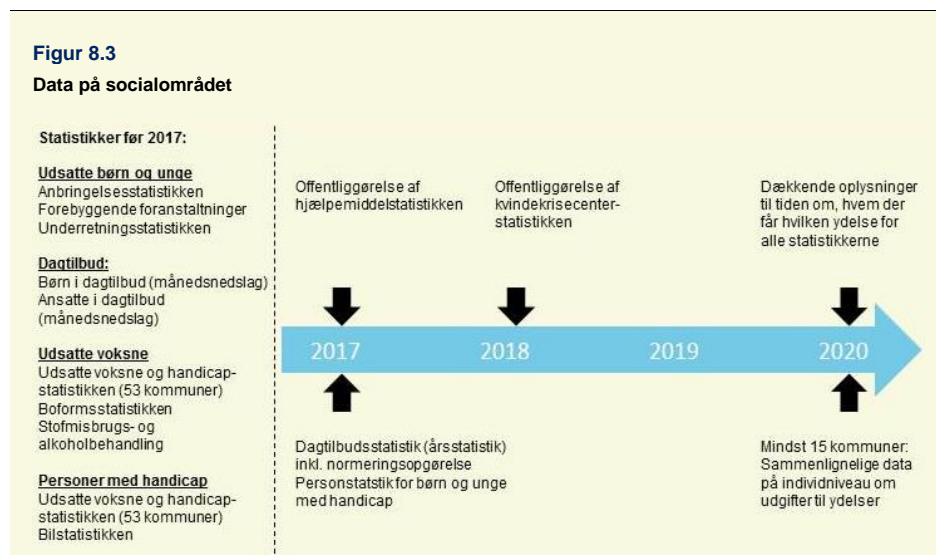 Figur 8.3
Data på socialområdet
Statistikker før 2017:
Udsatte børn og unge
Anbringelsesstatistikken
Forebyggende foranstaltninger
Underretningsstatistikken
Dagtilbud:
Børn i dagtilbud (månedsnedslag)
Ansatte i dagtilbud
(månedsnedslag)
Udsatte voksne
Udsatte voksne og handicap-
statistikken (53 kommuner)
Boformsstatistikken
Stofmisbrugs- og
alkoholbehandling
Personer med handicap
Udsatte voksne og handicap-
statistikken (53 kommuner)
Bilstatistikken
Offentliggørelse af
hjælpemiddelstatistikken
Offentliggørelse af
kvindekrisecenter-
statistikken
Dækkende oplysninger
til tiden om, hvem der
får hvilken ydelse for
alle statistikkerne
2017
2018
2019
2020
Dagtilbudsstatistik (årsstatistik)
inkl. normeringsopgørelse
Personstatstik for børn og unge
med handicap
Mindst 15 kommuner:
Sammenlignelige data
på individniveau om
udgifter til ydelser